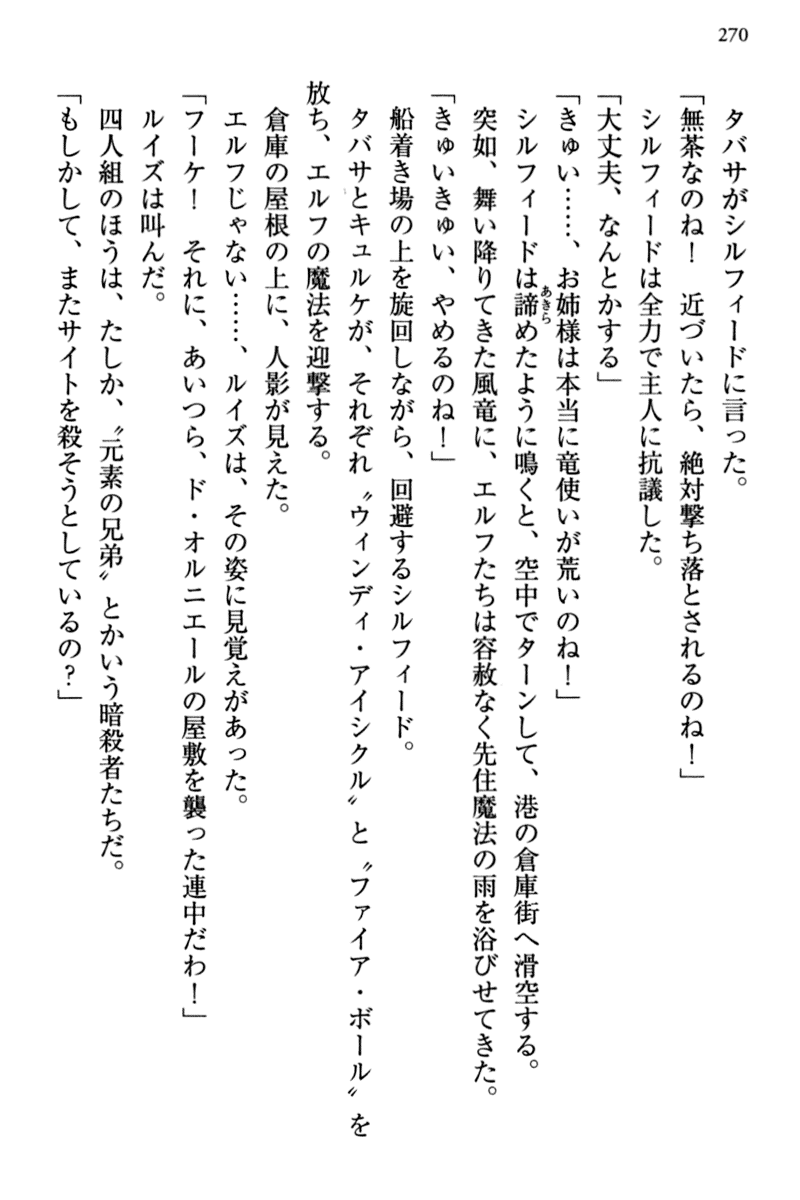 270
タバサがシルフィードに言った。
「無茶なのね！　近づいたら、絶対撃ち落とされるのね！」
シルフィードは全力で主人に抗議した。
「大丈夫、なんとかする」
「きゅい……、お姉様は本当に竜使いが荒いのね！」
シルフィードは諦めたように鳴くと、空中でターンして、港の倉庫街へ滑空する。
突如、舞い降りてきた風竜に、エルフたちは容赦なく先住魔法の雨を浴びせてきた。
「きゅいきゅい、やめるのね！」
船着き場の上を旋回しながら、回避するシルフィード。
タバサとキュルケが、それぞれ〝ウィンディ・アイシクル〟と〝ファイア・ボール〟を
放ち、エルフの魔法を迎撃する。
倉庫の屋根の上に、人影が見えた。
エルフじゃない……、ルイズは、その姿に見覚えがあった。
「フーケ！　それに、あいつら、ド・オルニエールの屋敷を襲った連中だわ！」
ルイズは叫んだ。
四人組のほうは、たしか、〝元素の兄弟〟とかいう暗殺者たちだ。
「もしかして、またサイトを殺そうとしているの？」
あきら